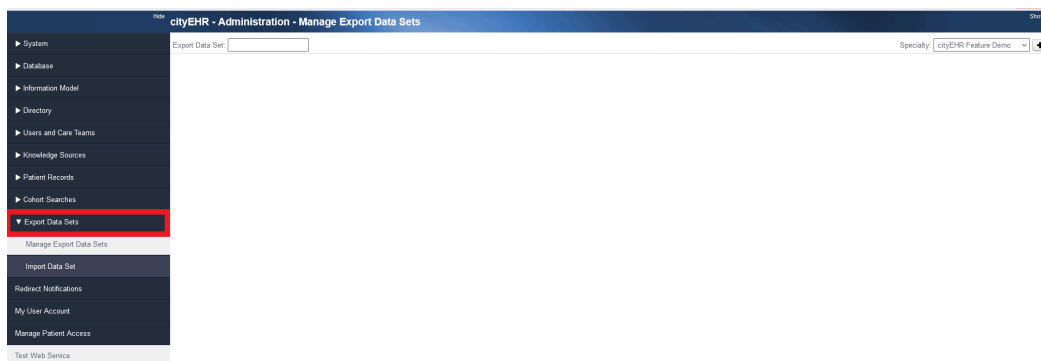 Hide cityEHR - Administration - Manage Export Data Sets
▶ System
Export Data Set:
Specialty: cityEHR Feature Demo
▶ Database
▶ Information Model
▶ Directory
▶ Users and Care Teams
▶ Knowledge Sources
▶ Patient Records
▶ Cohort Searches
▼ Export Data Sets
Manage Export Data Sets
Import Data Set
Redirect Notifications
My User Account
Manage Patient Access
Test Web Service